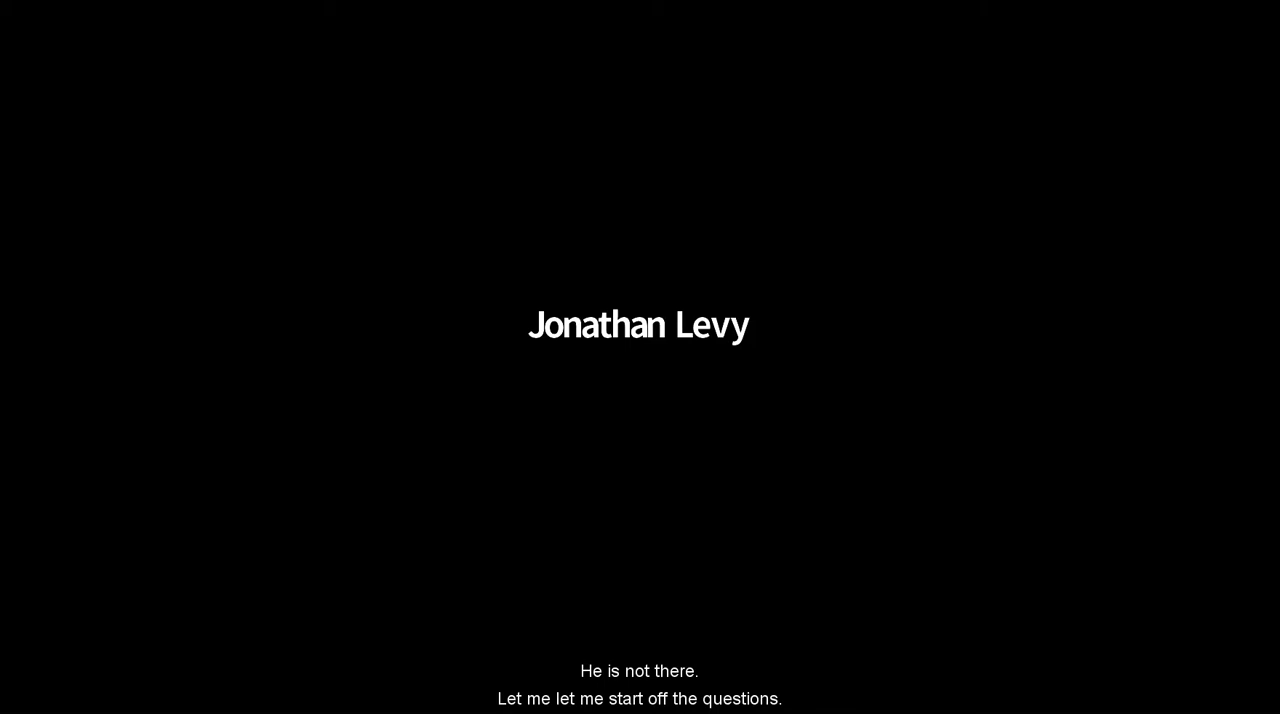 Jonathan Levy
He is not there.
Let me let me start off the questions.